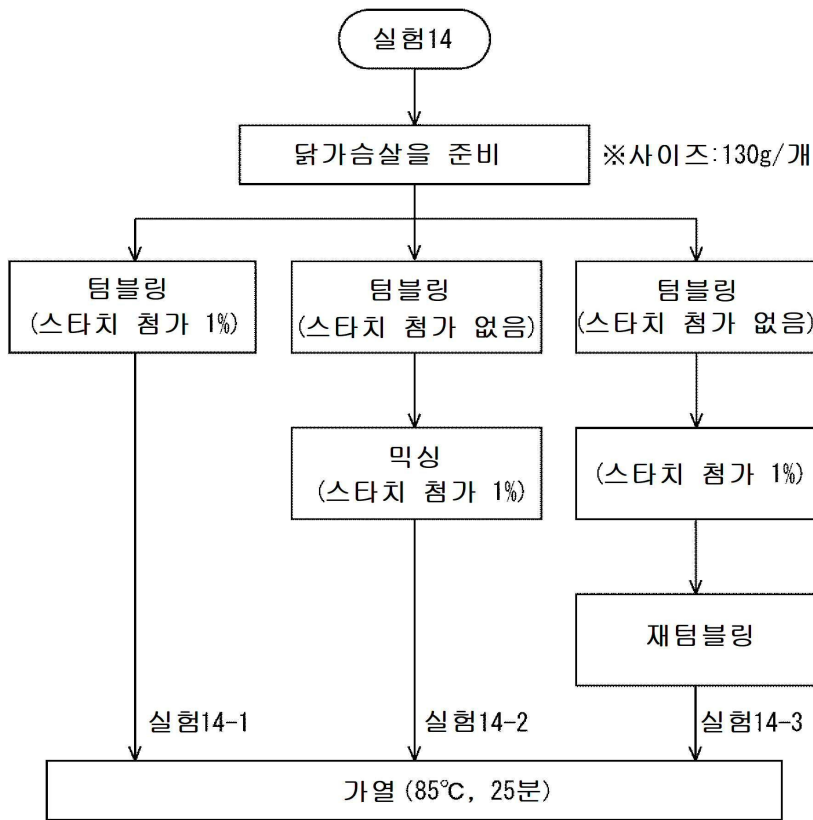 실험14
닭가슴살을 준비
※사이즈:130g/개
텀블링
(스타치 첨가 1%)
텀블링
(스타치 첨가 없음)
텀블링
(스타치 첨가 없음)
믹싱
(스타치 첨가 1%)
(스타치 첨가 1%)
재텀블링
실험14-1
실험14-2
실험14-3
가열(85℃, 25분)